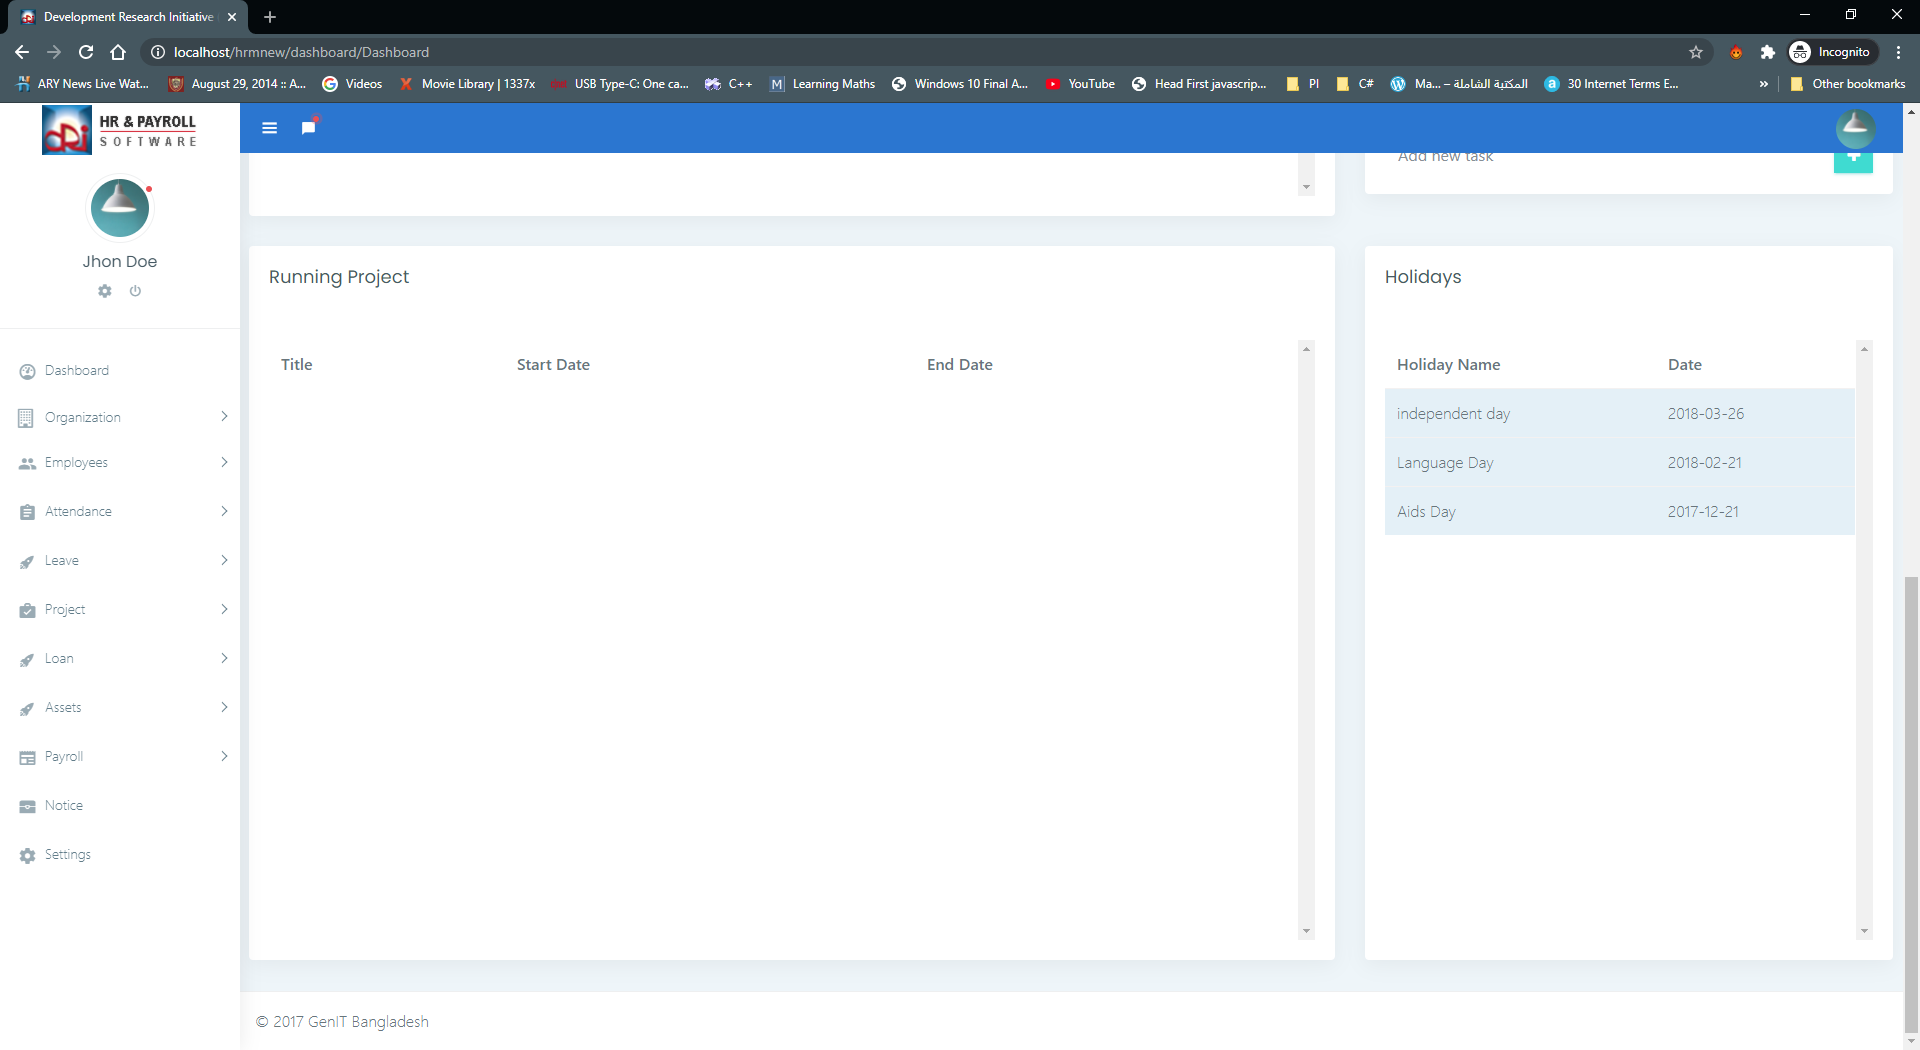 Development Research Initiative
localhost/hrmnew/dashboard/Dashboard
Incognito
ARY News Live Wat...
August 29, 2014 :: A...
Videos
Movie Library | 1337x
USB Type-C: One ca...
C++
Learning Maths
Windows 10 Final A...
YouTube
Head First javascrip...
PI
C#
Ma... – المكتبة الشاملة
30 Internet Terms E...
»
Other bookmarks
HR & PAYROLL
SOFTWARE
Jhon Doe
Dashboard
Organization
Employees
Attendance
Leave
Project
Loan
Assets
Payroll
Notice
Settings
Add new task
Running Project
Title Start Date End Date
Holidays
Holiday Name Date
independent day 2018-03-26
Language Day 2018-02-21
Aids Day 2017-12-21
© 2017 GenIT Bangladesh